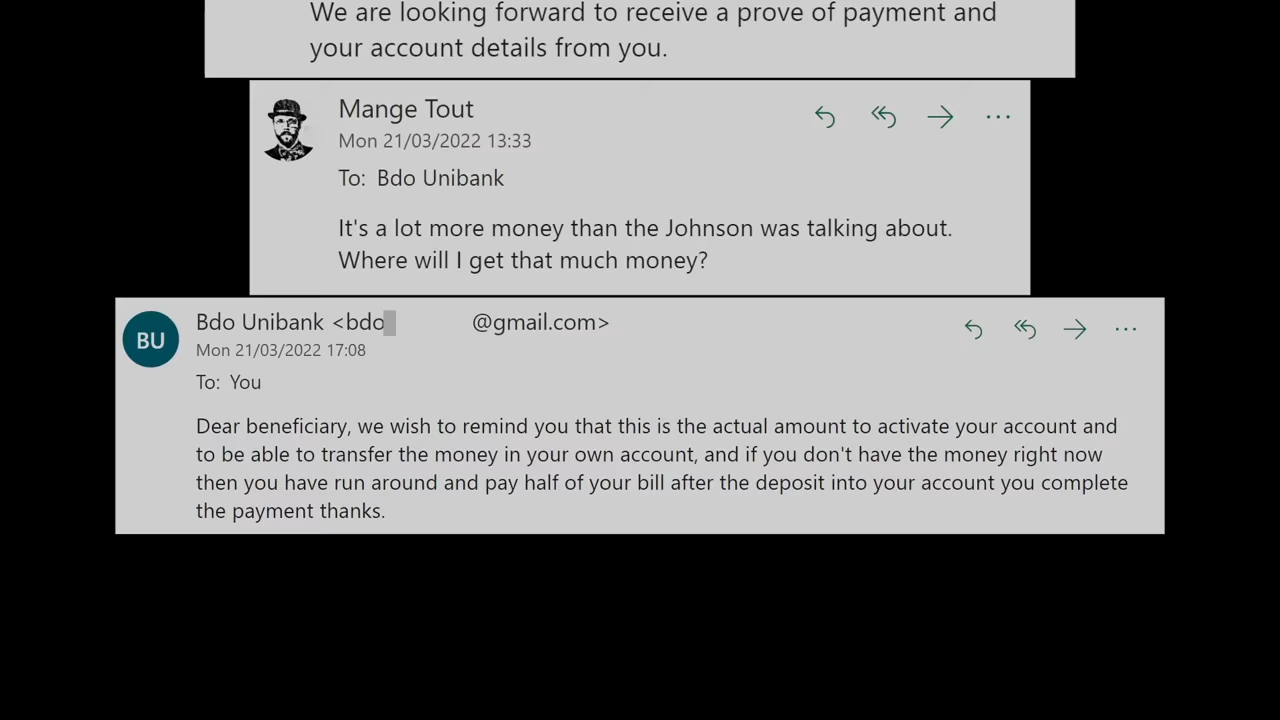 We are looking forward to receive a prove of payment and
your account details from you.
Mange Tout
Mon 21/03/2022 13:33
To: Bdo Unibank
It's a lot more money than the Johnson was talking about.
Where will I get that much money?
BU
Bdo Unibank <bdo @gmail.com>
Mon 21/03/2022 17:08
To: You
Dear beneficiary, we wish to remind you that this is the actual amount to activate your account and
to be able to transfer the money in your own account, and if you don't have the money right now
then you have run around and pay half of your bill after the deposit into your account you complete
the payment thanks.